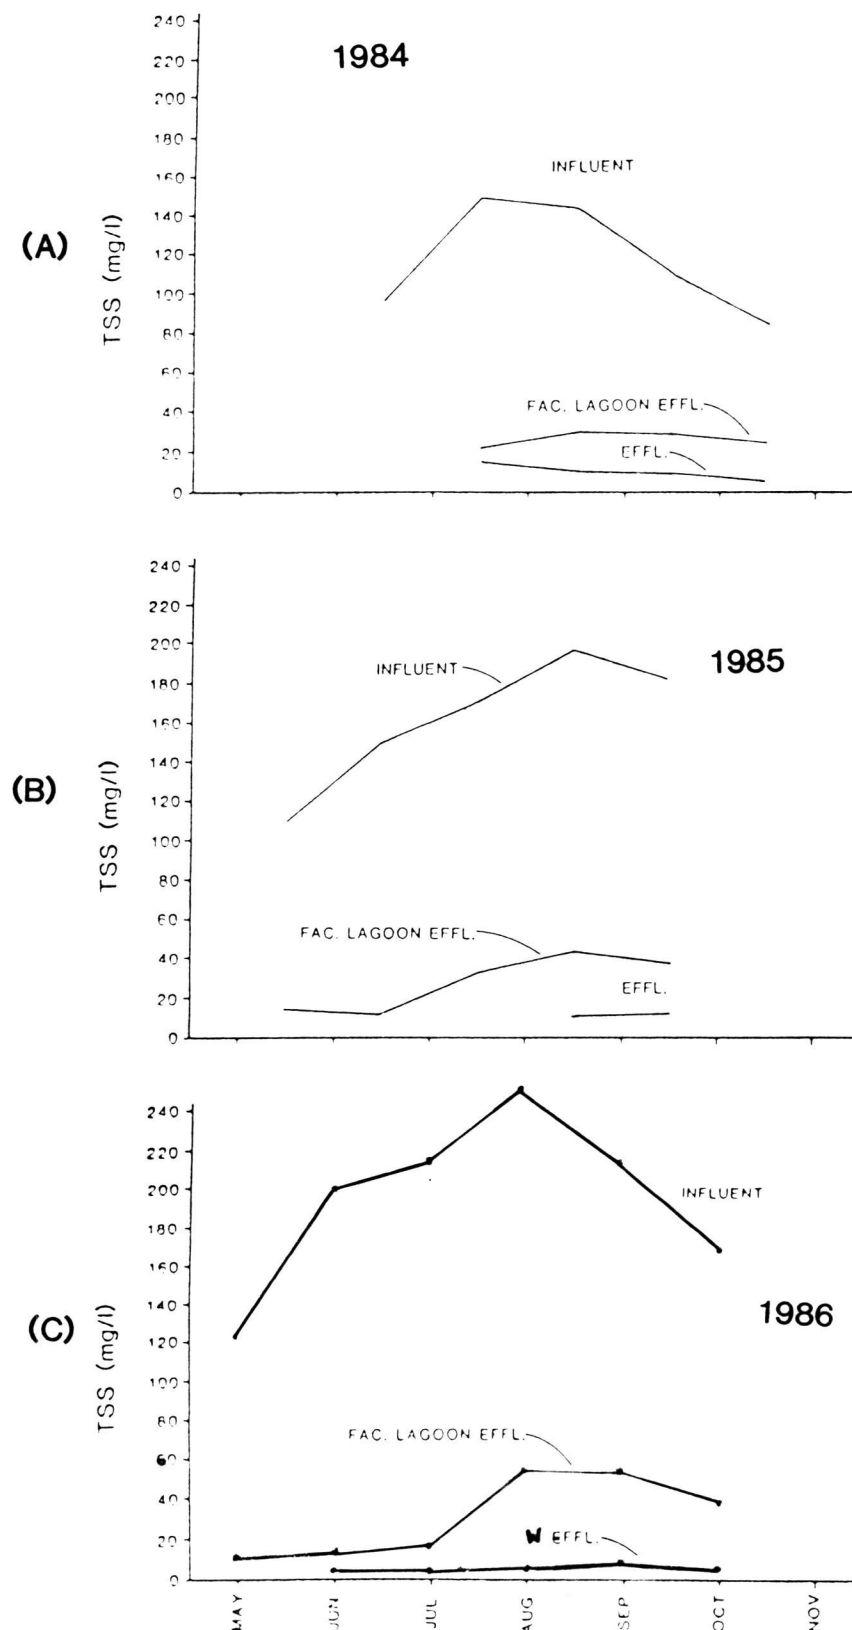 1984
(A)
TSS (mg/l)
240
220
200
180
160
140
120
100
80
60
40
20
0
INFLUENT
FAC. LAGOON EFFL.
EFFL.
1985
(B)
TSS (mg/l)
240
220
200
180
160
140
120
100
80
60
40
20
0
INFLUENT
FAC. LAGOON EFFL.
EFFL.
(C)
TSS (mg/l)
240
220
200
180
160
140
120
100
80
60
40
20
0
INFLUENT
1986
FAC. LAGOON EFFL.
W EFFL.
MAY
JUN
JUL
AUG
SEP
OCT
NOV